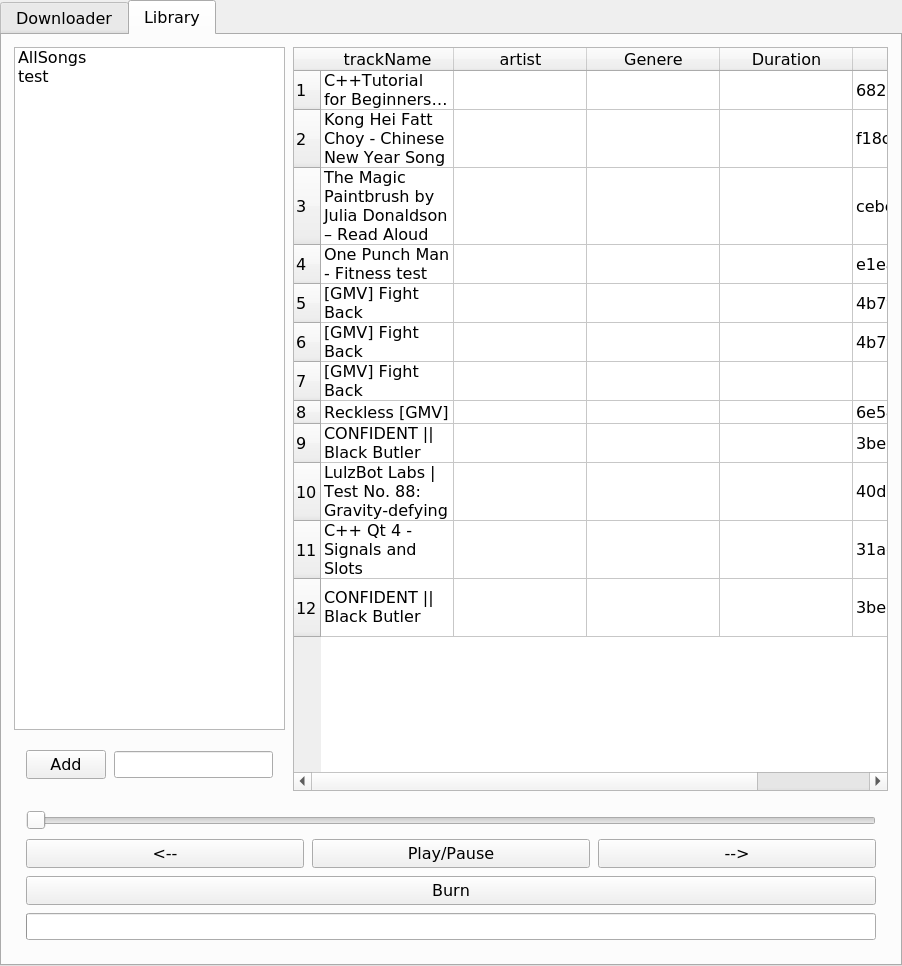 Downloader Library
AllSongs
test
trackName artist Genere Duration
1 C++Tutorial
for Beginners... 682
2 Kong Hei Fatt
Choy - Chinese
New Year Song
3 The Magic
Paintbrush by
Julia Donaldson
– Read Aloud
4 One Punch Man
- Fitness test e1e
5 [GMV] Fight
Back 4b7
6 [GMV] Fight
Back 4b7
7 [GMV] Fight
Back
8 Reckless [GMV] 6e5
9 CONFIDENT ||
Black Butler 3be
10 LulzBot Labs |
Test No. 88:
Gravity-defying 40d
11 C++ Qt 4 -
Signals and
Slots 31a
12 CONFIDENT ||
Black Butler 3be
Add
<-- Play/Pause -->
Burn